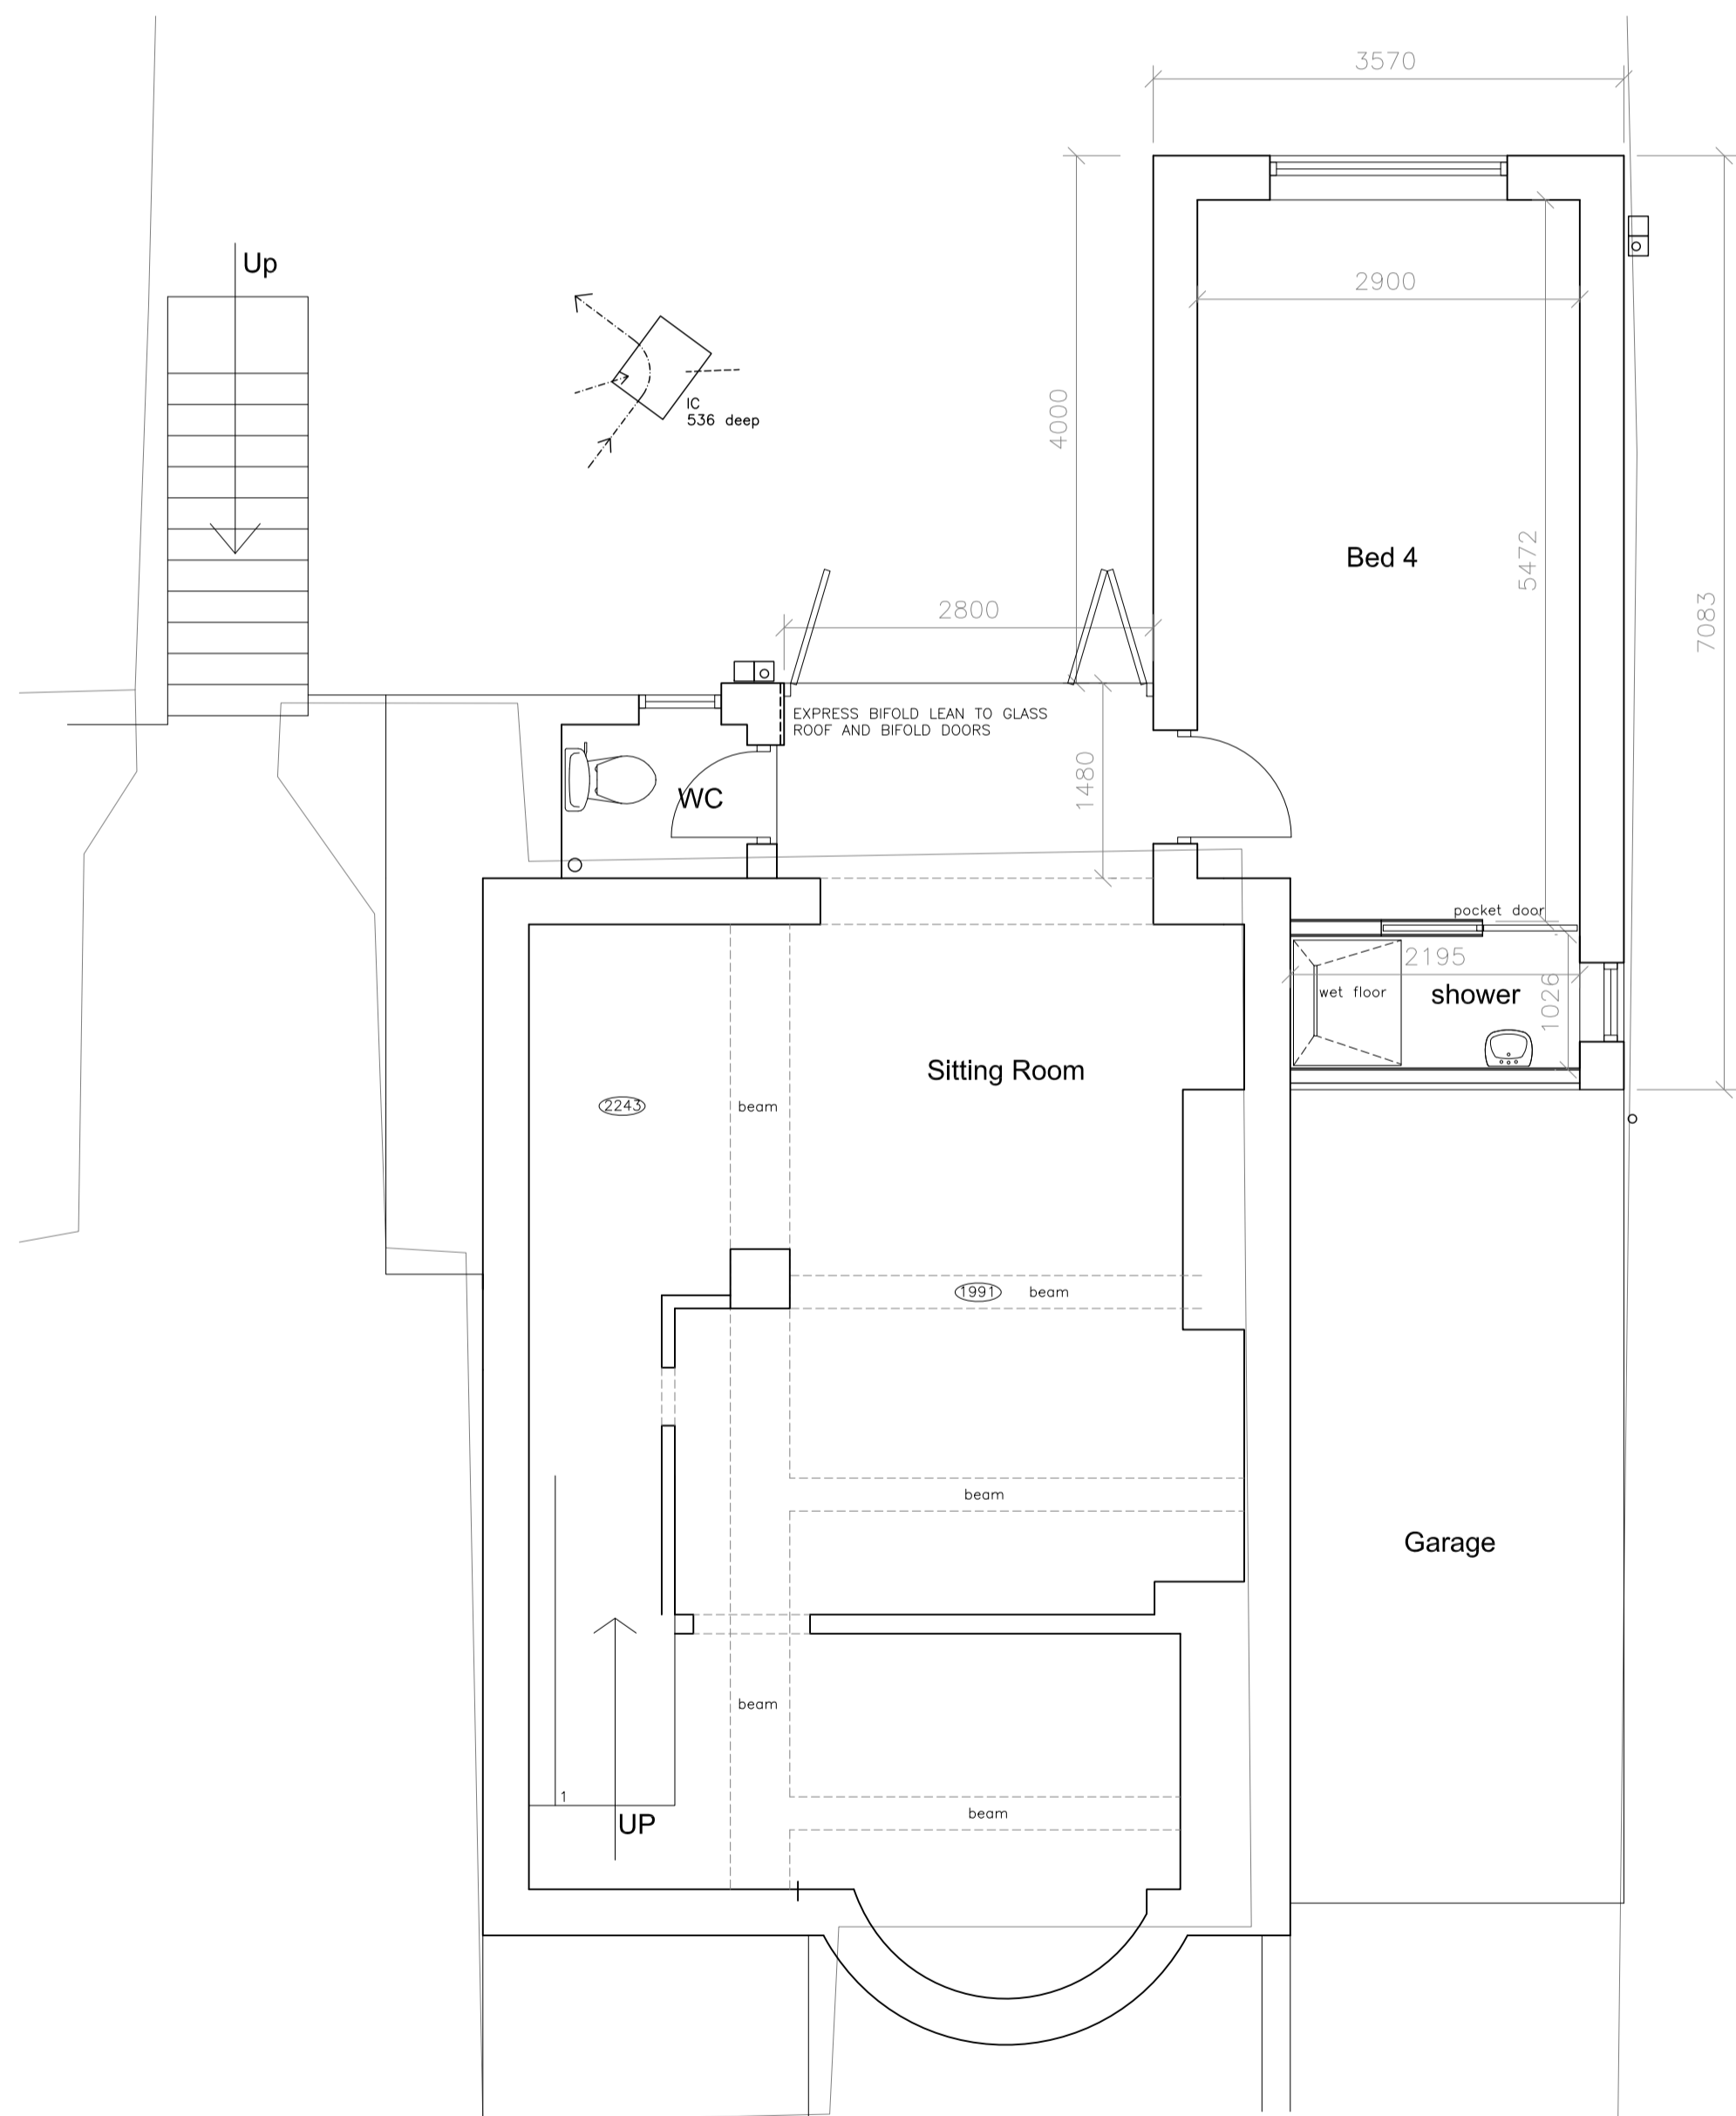 3570
Up
2900
IC
536 deep
4000
Bed 4
5472
2800
7083
EXPRESS BIFOLD LEAN TO GLASS
ROOF AND BIFOLD DOORS
1480
WC
pocket door
2195
wet floor
shower
1026
Sitting Room
2243
beam
1991
beam
beam
Garage
beam
1
UP
beam